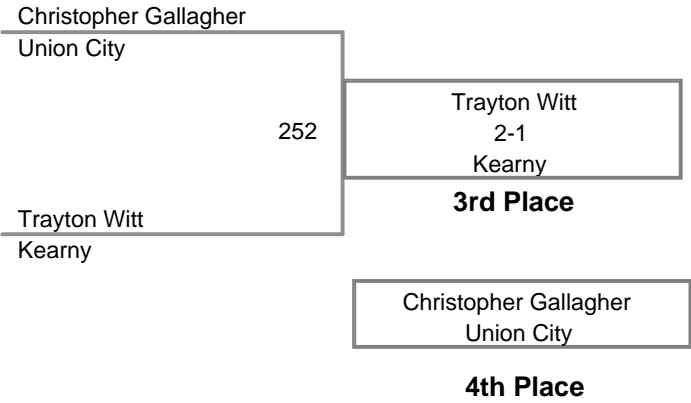 Christopher Gallagher
Union City
252
Trayton Witt
2-1
Kearny
3rd Place
Trayton Witt
Kearny
Christopher Gallagher
Union City
4th Place